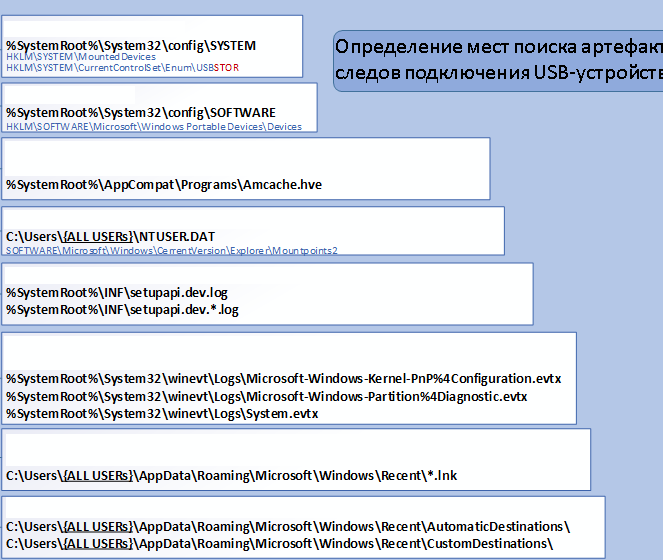 Определение мест поиска артефакт
следов подключения USB-устройств
%SystemRoot%\System32\config\SYSTEM
HKLM\SYSTEM\MountedDevices
HKLM\SYSTEM\CurrentControlSet\Enum\USBSTOR
%SystemRoot%\System32\config\SOFTWARE
HKLM\SOFTWARE\Microsoft\Windows Portable Devices\Devices
%SystemRoot%\AppCompat\Programs\Amcache.hve
C:\Users\{ALL USERs}\NTUSER.DAT
SOFTWARE\Microsoft\Windows\CerrentVersion\Explorer\Mountpoints2
%SystemRoot%\INF\setupapi.dev.log
%SystemRoot%\INF\setupapi.dev.*.log
%SystemRoot%\System32\winevt\Logs\Microsoft-Windows-Kernel-PnP%4Configuration.evtx
%SystemRoot%\System32\winevt\Logs\Microsoft-Windows-Partition%4Diagnostic.evtx
%SystemRoot%\System32\winevt\Logs\System.evtx
C:\Users\{ALL USERs}\AppData\Roaming\Microsoft\Windows\Recent\*.lnk
C:\Users\{ALL USERs}\AppData\Roaming\Microsoft\Windows\Recent\AutomaticDestinations\
C:\Users\{ALL USERs}\AppData\Roaming\Microsoft\Windows\Recent\CustomDestinations\